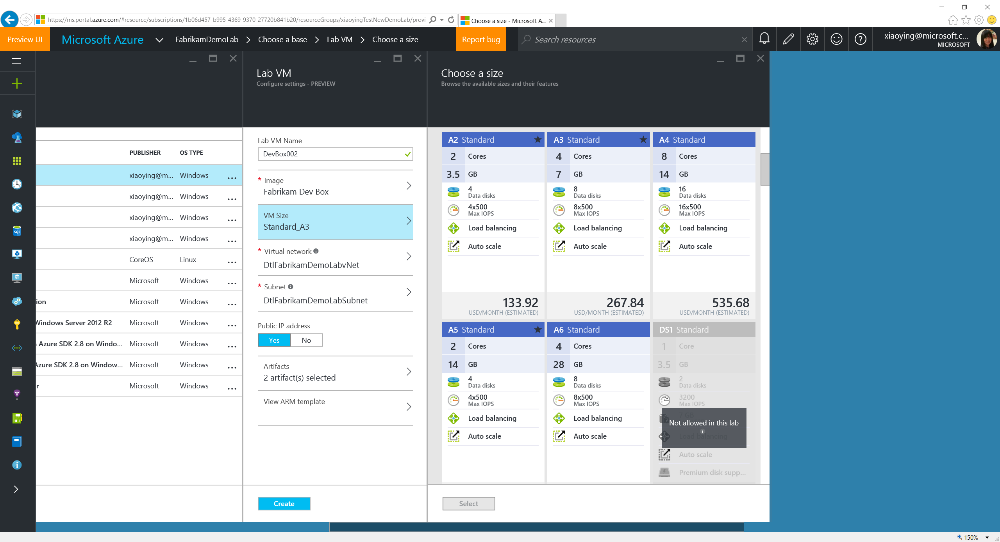 https://ms.portal.azure.com/#resource/subscriptions/1b06d457-b995-4369-9370-27720b841b20/resourceGroups/xiaoyingTestNewDemoLab/provi
Choose a size - Microsoft A...
Preview UI
Microsoft Azure
FabrikamDemoLab
Choose a base
Lab VM
Choose a size
Report bug
Search resources
xiaoying@microsoft.c...
MICROSOFT
PUBLISHER OS TYPE
xiaoying@m... Windows ...
xiaoying@m... Windows ...
xiaoying@m... Windows ...
xiaoying@m... Windows ...
CoreOS Linux ...
Microsoft Windows ...
ion Microsoft Windows ...
Windows Server 2012 R2 Microsoft Windows ...
Azure SDK 2.8 on Windo... Microsoft Windows ...
Azure SDK 2.8 on Window... Microsoft Windows ...
r Microsoft Windows ...
SQL
Lab VM
Configure settings - PREVIEW
Lab VM Name
DevBox002
* Image
Fabrikam Dev Box
VM Size
Standard_A3
* Virtual network
DtlFabrikamDemoLabvNet
* Subnet
DtlFabrikamDemoLabSubnet
Public IP address
Yes No
Artifacts
2 artifact(s) selected
View ARM template
Create
Choose a size
Browse the available sizes and their features
A2 Standard ★
2 Cores
3.5 GB
4
Data disks
4x500
Max IOPS
Load balancing
Auto scale
133.92
USD/MONTH (ESTIMATED)
A3 Standard ★
4 Cores
7 GB
8
Data disks
8x500
Max IOPS
Load balancing
Auto scale
267.84
USD/MONTH (ESTIMATED)
A4 Standard
8 Cores
14 GB
16
Data disks
16x500
Max IOPS
Load balancing
Auto scale
535.68
USD/MONTH (ESTIMATED)
A5 Standard ★
2 Cores
14 GB
4
Data disks
4x500
Max IOPS
Load balancing
Auto scale
A6 Standard
4 Cores
28 GB
8
Data disks
8x500
Max IOPS
Load balancing
Auto scale
DS1 Standard
1 Core
3.5 GB
2
Data disks
3200
Max IOPS
7 GB
Not allowed in this lab
Load balancing
Auto scale
Premium disk supp...
Select
150%